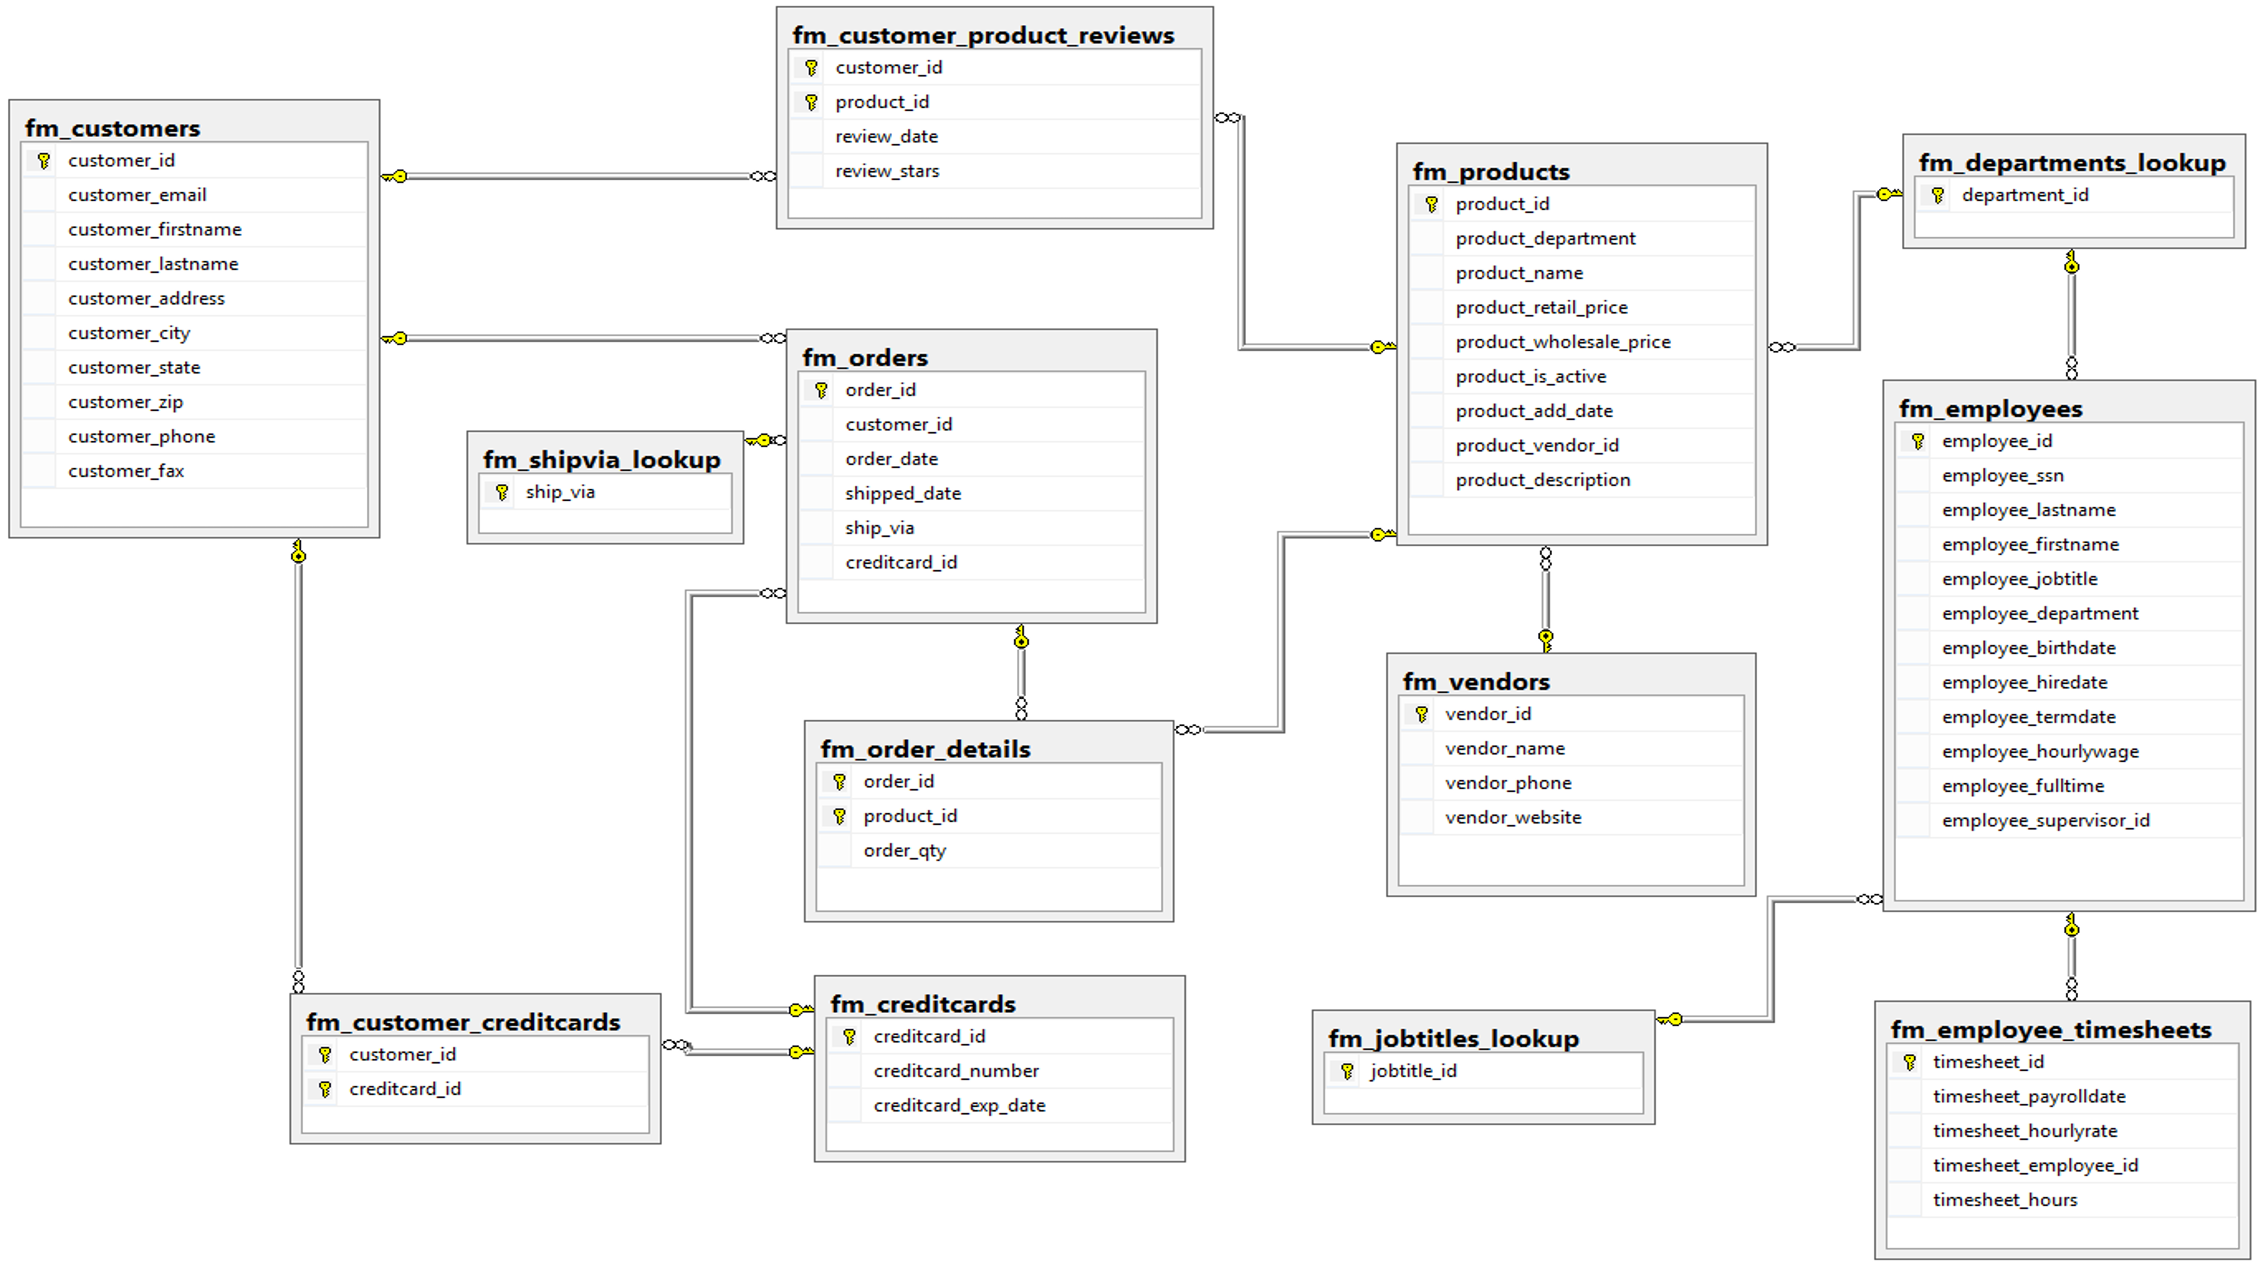 fm_customer_product_reviews
customer_id
product_id
review_date
review_stars
fm_customers
customer_id
customer_email
customer_firstname
customer_lastname
customer_address
customer_city
customer_state
customer_zip
customer_phone
customer_fax
fm_products
product_id
product_department
product_name
product_retail_price
product_wholesale_price
product_is_active
product_add_date
product_vendor_id
product_description
fm_departments_lookup
department_id
fm_orders
order_id
customer_id
order_date
shipped_date
ship_via
creditcard_id
fm_shipvia_lookup
ship_via
fm_employees
employee_id
employee_ssn
employee_lastname
employee_firstname
employee_jobtitle
employee_department
employee_birthdate
employee_hiredate
employee_termdate
employee_hourlywage
employee_fulltime
employee_supervisor_id
fm_vendors
vendor_id
vendor_name
vendor_phone
vendor_website
fm_order_details
order_id
product_id
order_qty
fm_customer_creditcards
customer_id
creditcard_id
fm_creditcards
creditcard_id
creditcard_number
creditcard_exp_date
fm_jobtitles_lookup
jobtitle_id
fm_employee_timesheets
timesheet_id
timesheet_payrolldate
timesheet_hourlyrate
timesheet_employee_id
timesheet_hours